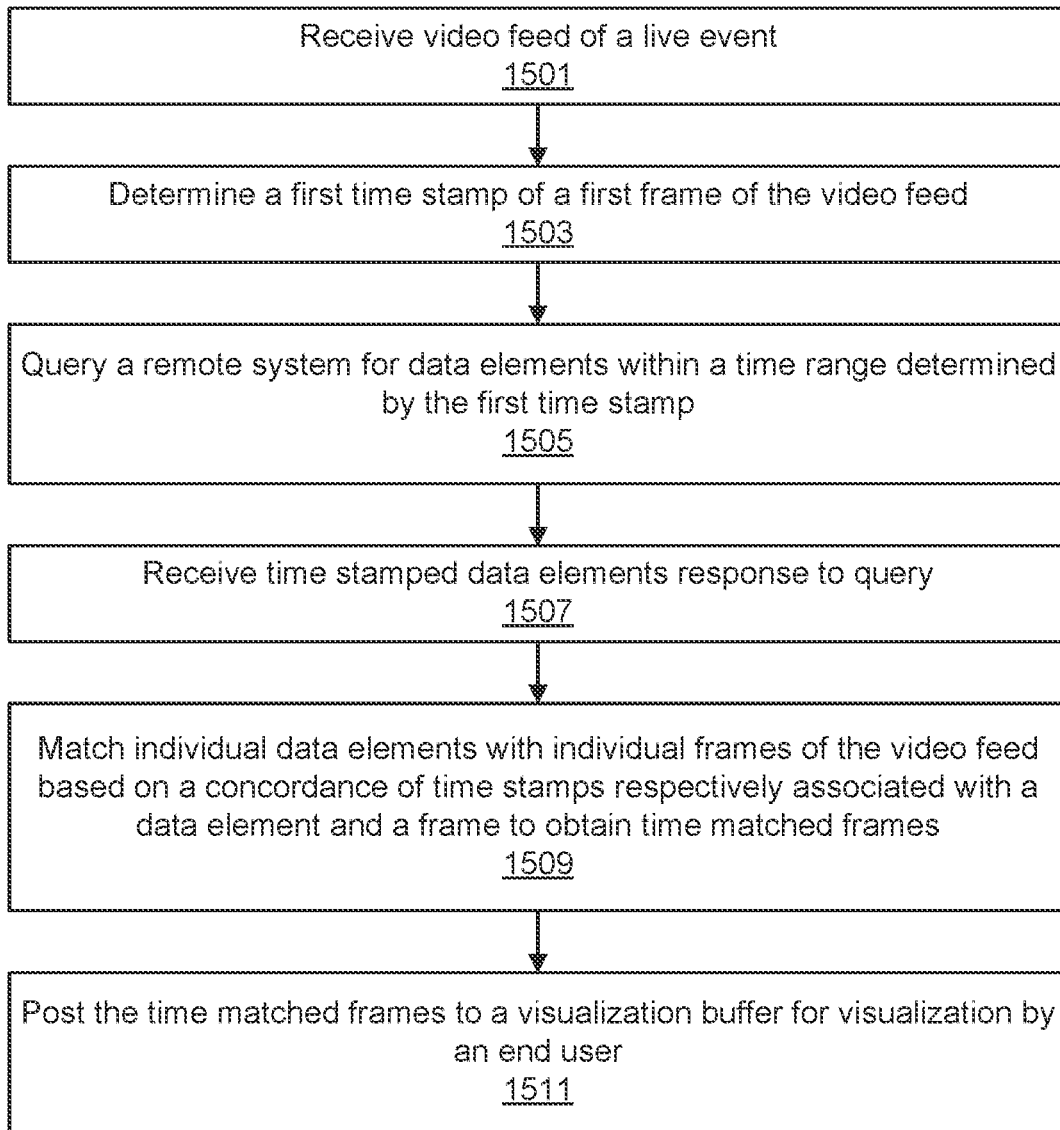 Receive video feed of a live event
1501
Determine a first time stamp of a first frame of the video feed
1503
Query a remote system for data elements within a time range determined
by the first time stamp
1505
Receive time stamped data elements response to query
1507
Match individual data elements with individual frames of the video feed
based on a concordance of time stamps respectively associated with a
data element and a frame to obtain time matched frames
1509
Post the time matched frames to a visualization buffer for visualization by
an end user
1511